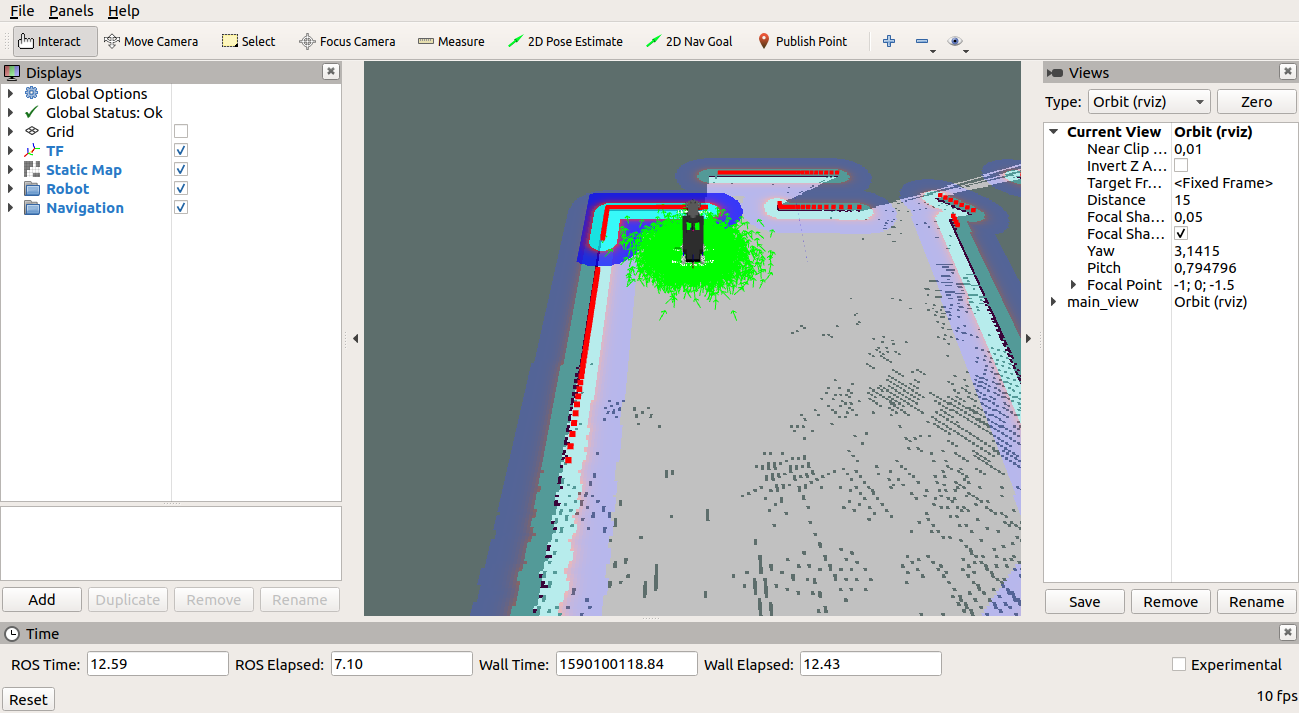 File Panels Help
Interact Move Camera Select Focus Camera Measure 2D Pose Estimate 2D Nav Goal Publish Point
Displays
Global Options
Global Status: Ok
Grid
TF
Static Map
Robot
Navigation
Add Duplicate Remove Rename
Views
Type: Orbit (rviz) Zero
Current View Orbit (rviz)
Near Clip ... 0,01
Invert Z A...
Target Fr... <Fixed Frame>
Distance 15
Focal Sha... 0,05
Focal Sha...
Yaw 3,1415
Pitch 0,794796
Focal Point -1; 0; -1.5
main_view Orbit (rviz)
Save Remove Rename
Time
ROS Time: 12.59 ROS Elapsed: 7.10 Wall Time: 1590100118.84 Wall Elapsed: 12.43 Experimental
Reset 10 fps